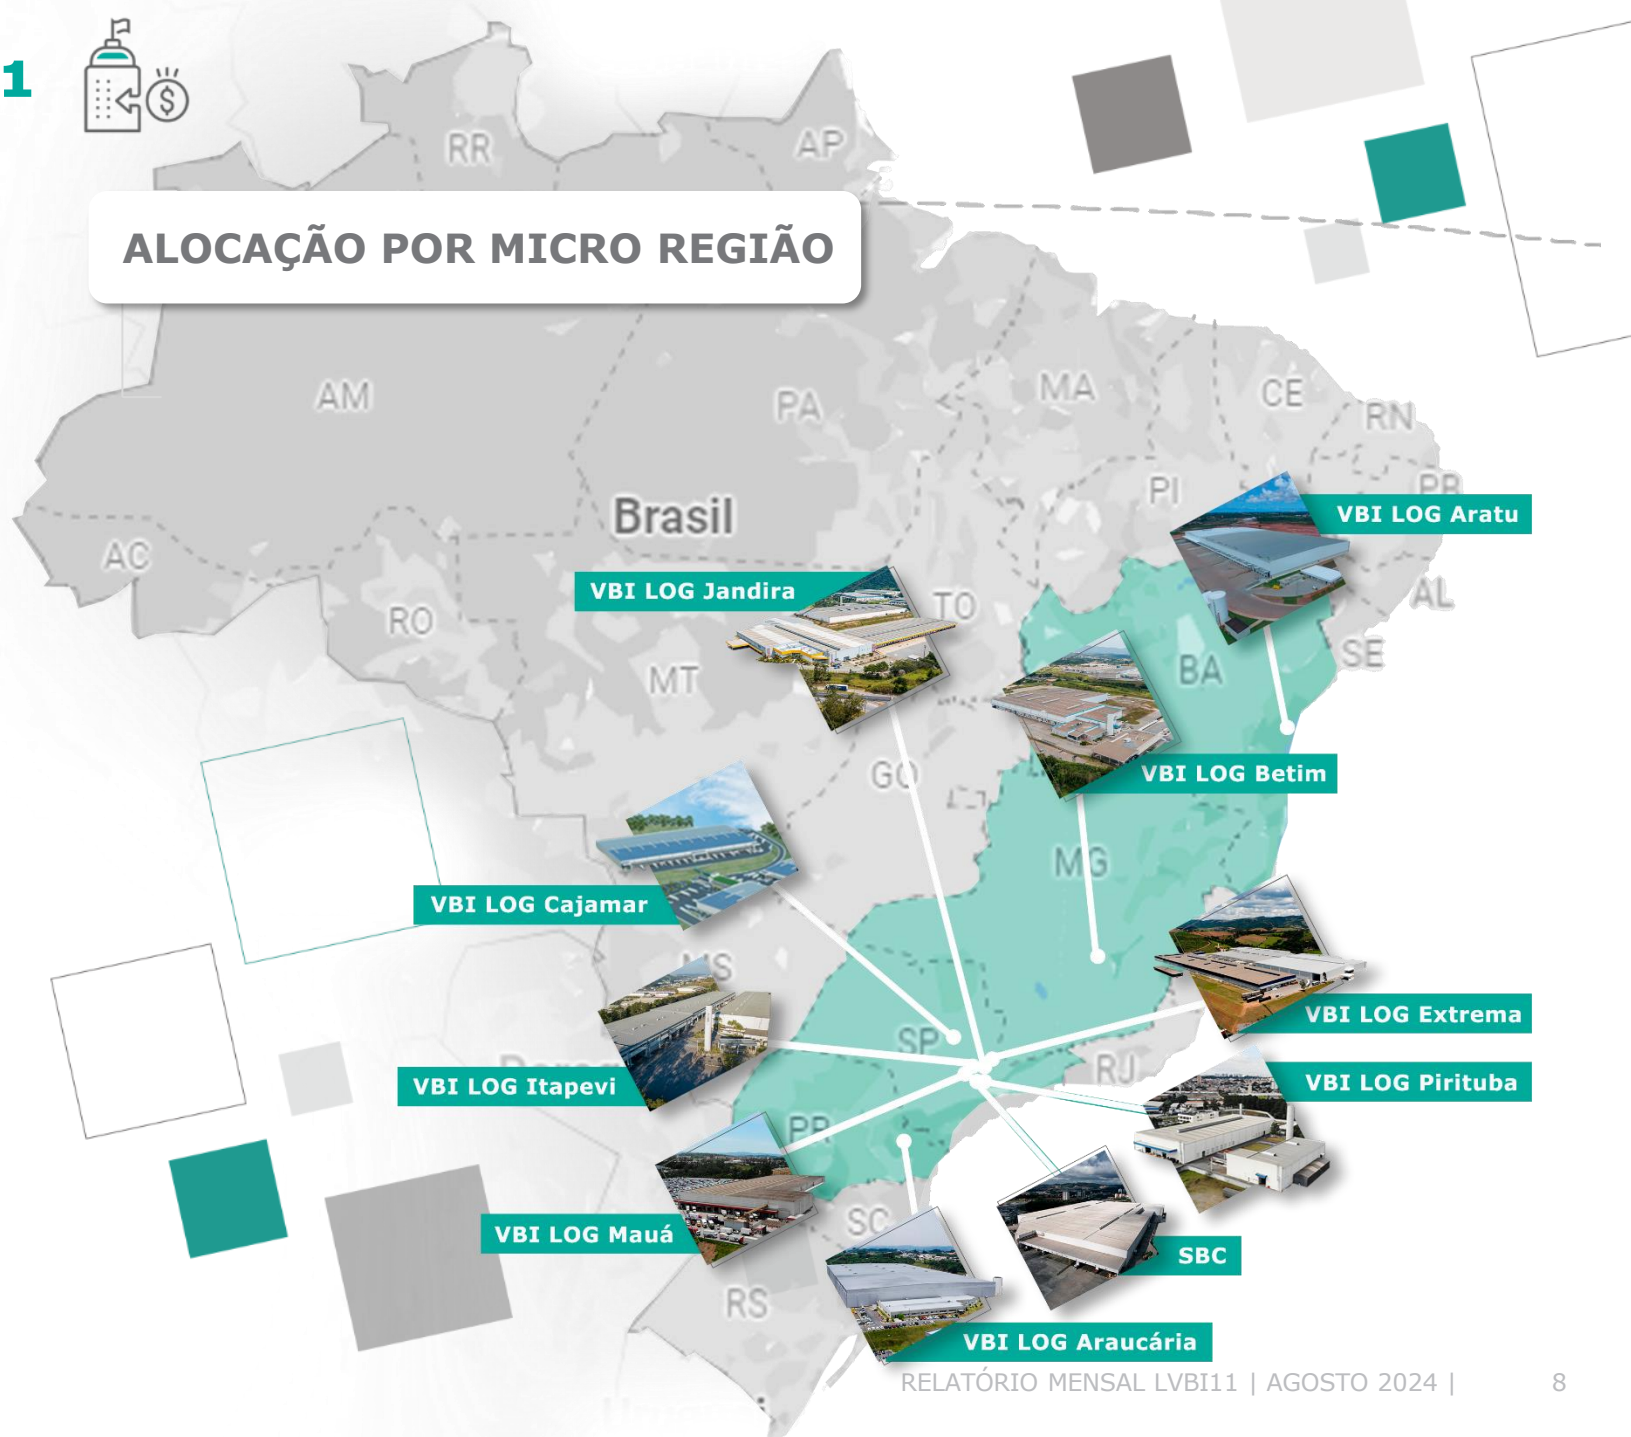 1
$
RR
AP
ALOCAÇÃO POR MICRO REGIÃO
AM
PA
MA
CE
RN
PI
PB
Brasil
VBI LOG Aratu
AC
VBI LOG Jandira
TO
AL
RO
MT
BA
SE
GO
VBI LOG Betim
MG
VBI LOG Cajamar
MS
VBI LOG Extrema
SP
RJ
VBI LOG Itapevi
VBI LOG Pirituba
PR
SC
VBI LOG Mauá
SBC
RS
VBI LOG Araucária
RELATÓRIO MENSAL LVBI11 | AGOSTO 2024 | 8